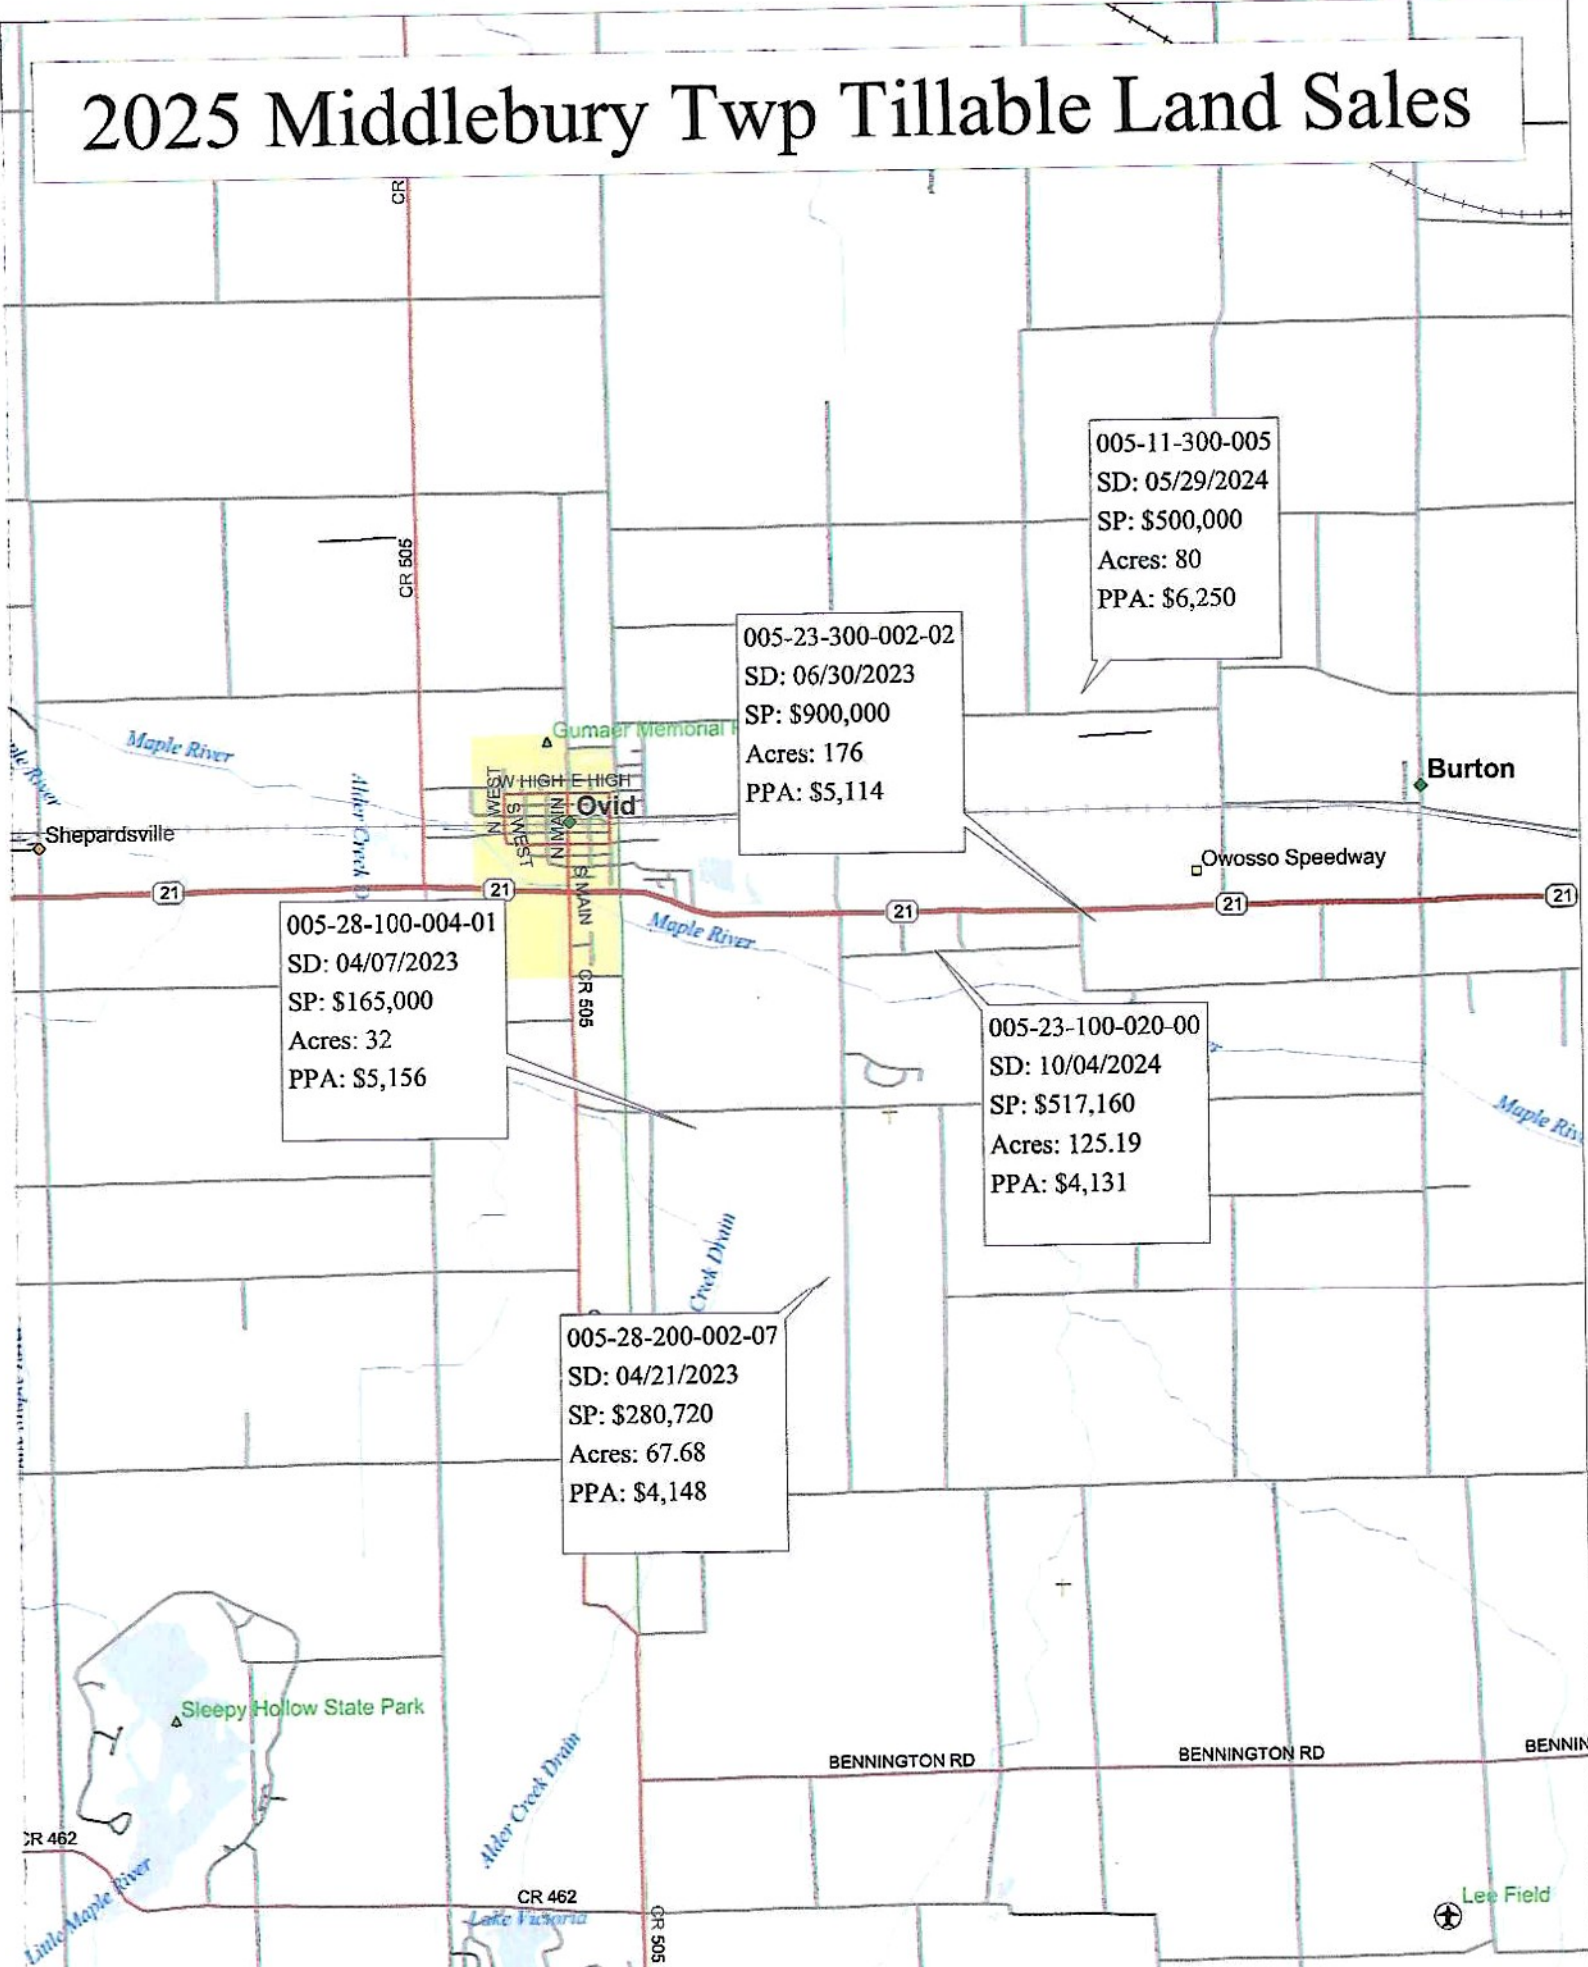 2025 Middlebury Twp Tillable Land Sales
CR
005-11-300-005
SD: 05/29/2024
SP: $500,000
Acres: 80
PPA: $6,250
CR 505
005-23-300-002-02
SD: 06/30/2023
SP: $900,000
Acres: 176
PPA: $5,114
Gumaer Memorial
Maple River
River
Alder Creek D
W HIGH
E HIGH
N WEST
S WEST ST
N MAIN
Ovid
Burton
Shepardsville
Owosso Speedway
21
21
21
21
21
S MAIN
Maple River
005-28-100-004-01
SD: 04/07/2023
SP: $165,000
Acres: 32
PPA: $5,156
CR 505
005-23-100-020-00
SD: 10/04/2024
SP: $517,160
Acres: 125.19
PPA: $4,131
Maple Riv
Creek Drain
005-28-200-002-07
SD: 04/21/2023
SP: $280,720
Acres: 67.68
PPA: $4,148
Sleepy Hollow State Park
BENNINGTON RD
BENNINGTON RD
BENNIN
Alder Creek Drain
CR 462
Little Maple River
CR 462
Lake Victoria
CR 505
Lee Field